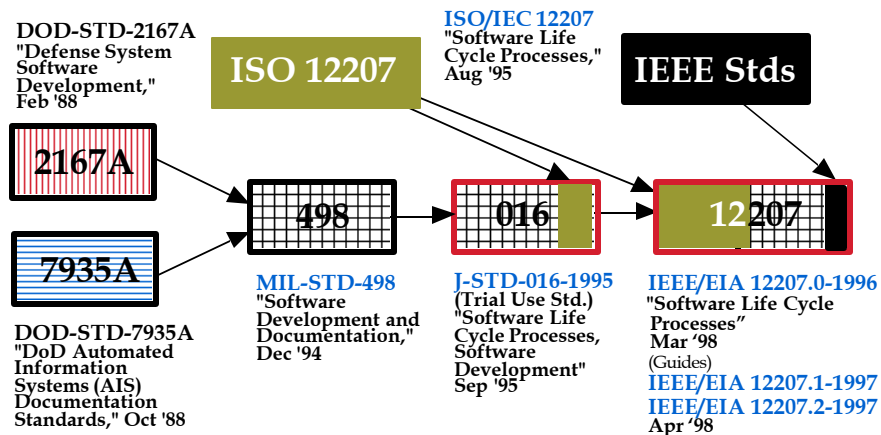 DOD-STD-2167A
"Defense System
Software
Development,"
Feb '88
ISO 12207
ISO/IEC 12207
"Software Life
Cycle Processes,"
Aug '95
IEEE Stds
2167A
7935A
498
016
12207
DOD-STD-7935A
"DoD Automated
Information
Systems (AIS)
Documentation
Standards," Oct '88
MIL-STD-498
"Software
Development and
Documentation,"
Dec '94
J-STD-016-1995
(Trial Use Std.)
"Software Life
Cycle Processes,
Software
Development"
Sep '95
IEEE/EIA 12207.0-1996
"Software Life Cycle
Processes”
Mar ‘98
(Guides)
IEEE/EIA 12207.1-1997
IEEE/EIA 12207.2-1997
Apr ‘98